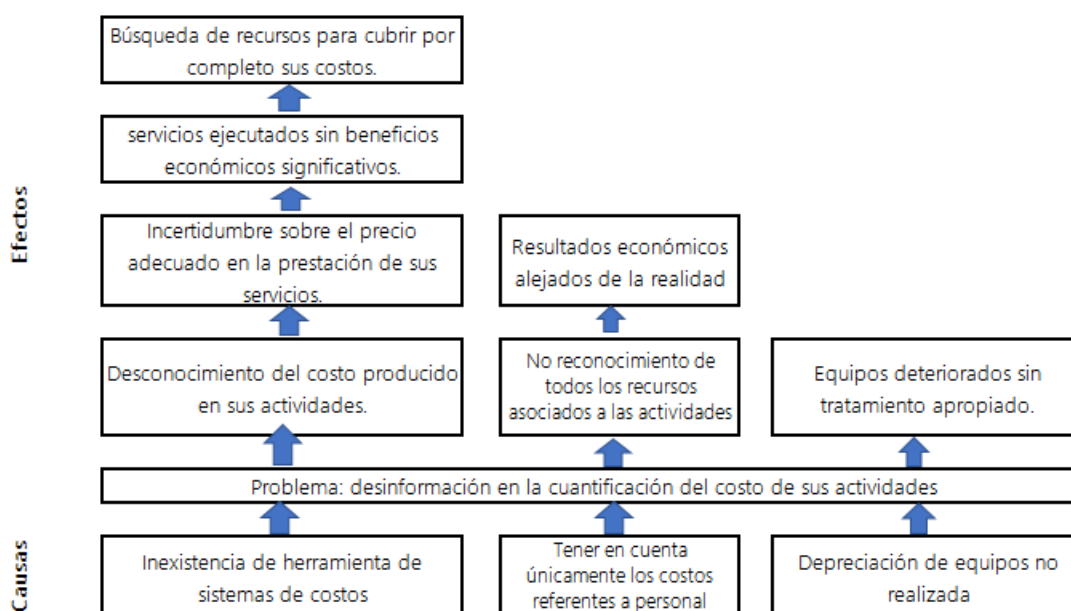 Búsqueda de recursos para cubrir por
completo sus costos.
servicios ejecutados sin beneficios
económicos significativos.
Efectos
Incertidumbre sobre el precio
adecuado en la prestación de sus
servicios.
Resultados económicos
alejados de la realidad
Desconocimiento del costo producido
en sus actividades.
No reconocimiento de
todos los recursos
asociados a las actividades
Equipos deteriorados sin
tratamiento apropiado.
Problema: desinformación en la cuantificación del costo de sus actividades
Causas
Inexistencia de herramienta de
sistemas de costos
Tener en cuenta
únicamente los costos
referentes a personal
Depreciación de equipos no
realizada